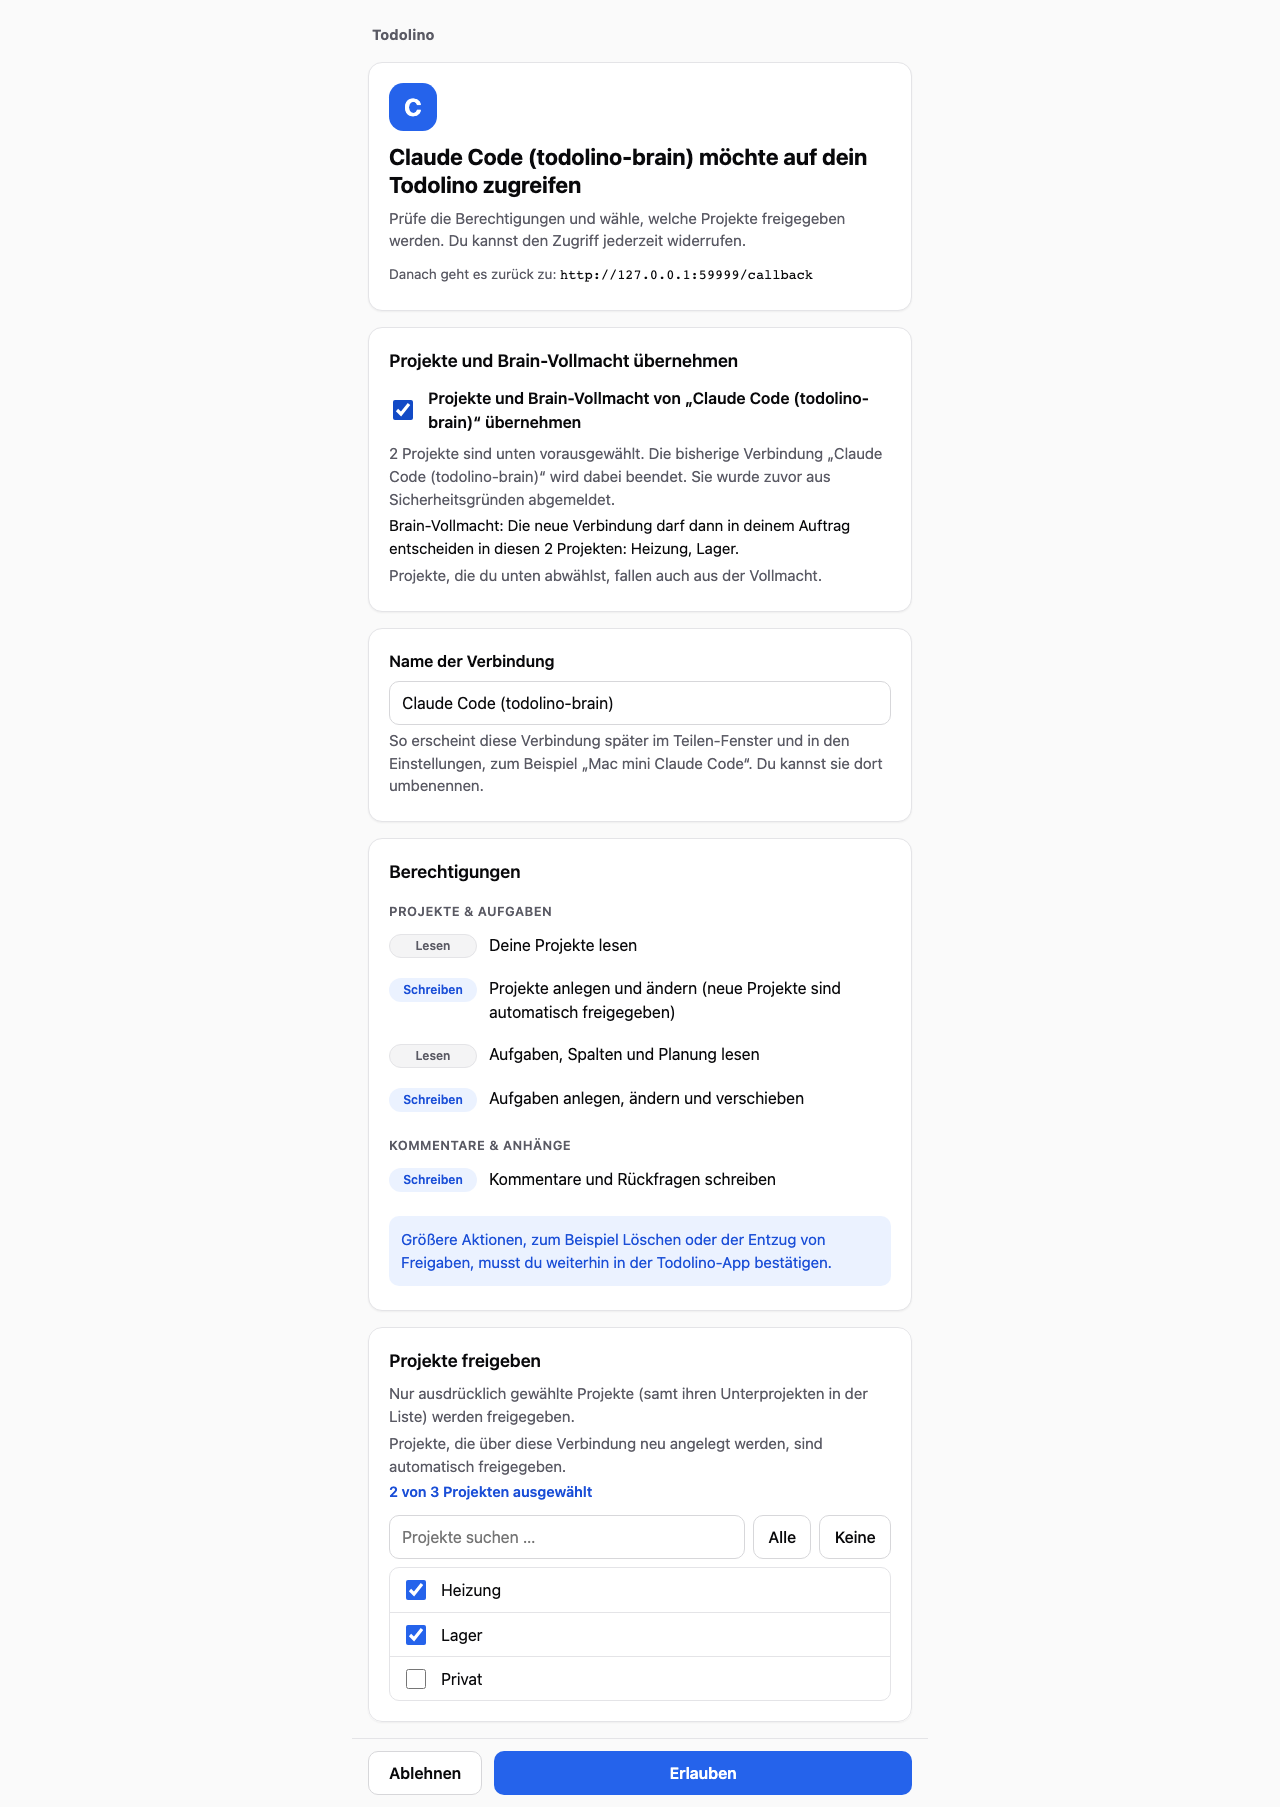 Todolino
C
Claude Code (todolino-brain) möchte auf dein
Todolino zugreifen
Prüfe die Berechtigungen und wähle, welche Projekte freigegeben
werden. Du kannst den Zugriff jederzeit widerrufen.
Danach geht es zurück zu: http://127.0.0.1:59999/callback
Projekte und Brain-Vollmacht übernehmen
Projekte und Brain-Vollmacht von „Claude Code (todolino-
brain)“ übernehmen
2 Projekte sind unten vorausgewählt. Die bisherige Verbindung „Claude
Code (todolino-brain)“ wird dabei beendet. Sie wurde zuvor aus
Sicherheitsgründen abgemeldet.
Brain-Vollmacht: Die neue Verbindung darf dann in deinem Auftrag
entscheiden in diesen 2 Projekten: Heizung, Lager.
Projekte, die du unten abwählst, fallen auch aus der Vollmacht.
Name der Verbindung
Claude Code (todolino-brain)
So erscheint diese Verbindung später im Teilen-Fenster und in den
Einstellungen, zum Beispiel „Mac mini Claude Code“. Du kannst sie dort
umbenennen.
Berechtigungen
PROJEKTE & AUFGABEN
Lesen Deine Projekte lesen
Schreiben Projekte anlegen und ändern (neue Projekte sind
automatisch freigegeben)
Lesen Aufgaben, Spalten und Planung lesen
Schreiben Aufgaben anlegen, ändern und verschieben
KOMMENTARE & ANHÄNGE
Schreiben Kommentare und Rückfragen schreiben
Größere Aktionen, zum Beispiel Löschen oder der Entzug von
Freigaben, musst du weiterhin in der Todolino-App bestätigen.
Projekte freigeben
Nur ausdrücklich gewählte Projekte (samt ihren Unterprojekten in der
Liste) werden freigegeben.
Projekte, die über diese Verbindung neu angelegt werden, sind
automatisch freigegeben.
2 von 3 Projekten ausgewählt
Projekte suchen … Alle Keine
Heizung
Lager
Privat
Ablehnen Erlauben